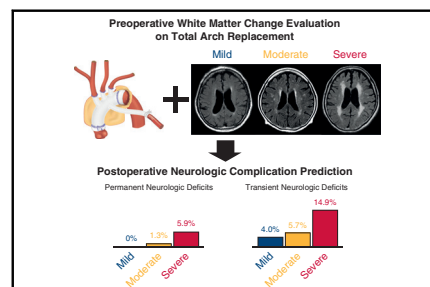 Preoperative White Matter Change Evaluation
on Total Arch Replacement
Mild Moderate Severe
Postoperative Neurologic Complication Prediction
Permanent Neurologic Deficits Transient Neurologic Deficits
0% 1.3% 5.9% 4.0% 5.7% 14.9%
Mild Moderate Severe Mild Moderate Severe